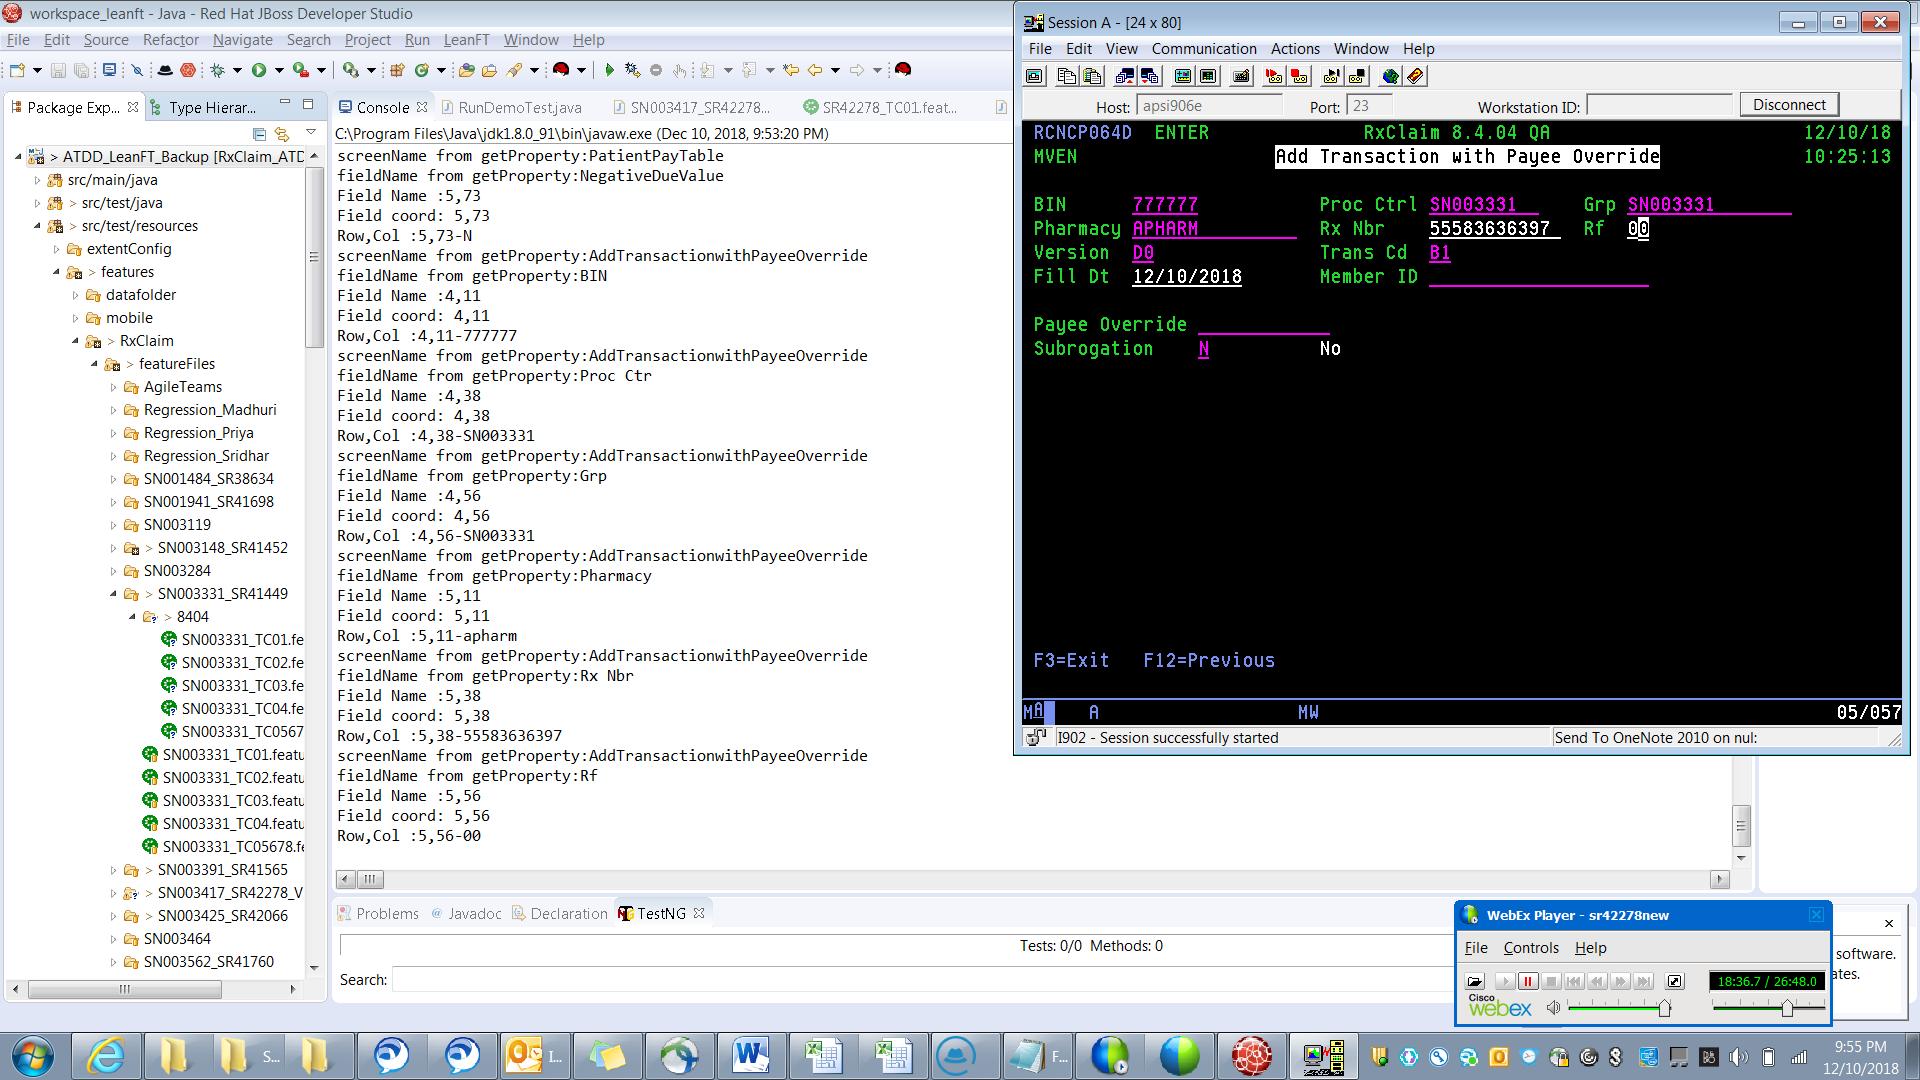 workspace_leanft - Java - Red Hat JBoss Developer Studio
File Edit Source Refactor Navigate Search Project Run LeanFT Window Help
Package Exp...
Type Hierar...
> ATDD_LeanFT_Backup [RxClaim_ATD
src/main/java
> src/test/java
> src/test/resources
extentConfig
> features
datafolder
mobile
> RxClaim
> featureFiles
AgileTeams
Regression_Madhuri
Regression_Priya
Regression_Sridhar
SN001484_SR38634
SN001941_SR41698
SN003119
> SN003148_SR41452
SN003284
> SN003331_SR41449
> 8404
SN003331_TC01.fe
SN003331_TC02.fe
SN003331_TC03.fe
SN003331_TC04.fe
SN003331_TC0567
SN003331_TC01.featu
SN003331_TC02.featu
SN003331_TC03.featu
SN003331_TC04.featu
SN003331_TC05678.fe
> SN003391_SR41565
> SN003417_SR42278_V
> SN003425_SR42066
SN003464
SN003562_SR41760
Console RunDemoTest.java SN003417_SR42278... SR42278_TC01.feat...
C:\Program Files\Java\jdk1.8.0_91\bin\javaw.exe (Dec 10, 2018, 9:53:20 PM)
screenName from getProperty:PatientPayTable
fieldName from getProperty:NegativeDueValue
Field Name :5,73
Field coord: 5,73
Row,Col :5,73-N
screenName from getProperty:AddTransactionwithPayeeOverride
fieldName from getProperty:BIN
Field Name :4,11
Field coord: 4,11
Row,Col :4,11-777777
screenName from getProperty:AddTransactionwithPayeeOverride
fieldName from getProperty:Proc Ctr
Field Name :4,38
Field coord: 4,38
Row,Col :4,38-SN003331
screenName from getProperty:AddTransactionwithPayeeOverride
fieldName from getProperty:Grp
Field Name :4,56
Field coord: 4,56
Row,Col :4,56-SN003331
screenName from getProperty:AddTransactionwithPayeeOverride
fieldName from getProperty:Pharmacy
Field Name :5,11
Field coord: 5,11
Row,Col :5,11-apharm
screenName from getProperty:AddTransactionwithPayeeOverride
fieldName from getProperty:Rx Nbr
Field Name :5,38
Field coord: 5,38
Row,Col :5,38-55583636397
screenName from getProperty:AddTransactionwithPayeeOverride
fieldName from getProperty:Rf
Field Name :5,56
Field coord: 5,56
Row,Col :5,56-00
Problems @ Javadoc Declaration TestNG
Tests: 0/0 Methods: 0
Search:
Session A - [24 x 80]
File Edit View Communication Actions Window Help
Host: apsi906e Port: 23 Workstation ID: Disconnect
RCNCP064D ENTER RxClaim 8.4.04 QA 12/10/18
MVEN Add Transaction with Payee Override 10:25:13
BIN 777777 Proc Ctrl SN003331 Grp SN003331
Pharmacy APHARM Rx Nbr 55583636397 Rf 00
Version D0 Trans Cd B1
Fill Dt 12/10/2018 Member ID
Payee Override
Subrogation N No
F3=Exit F12=Previous
MA A MW 05/057
I902 - Session successfully started Send To OneNote 2010 on nul:
WebEx Player - sr42278new
File Controls Help
18:36.7 / 26:48.0
Cisco webex
software.
ates.
S...
I...
F...
9:55 PM
12/10/2018